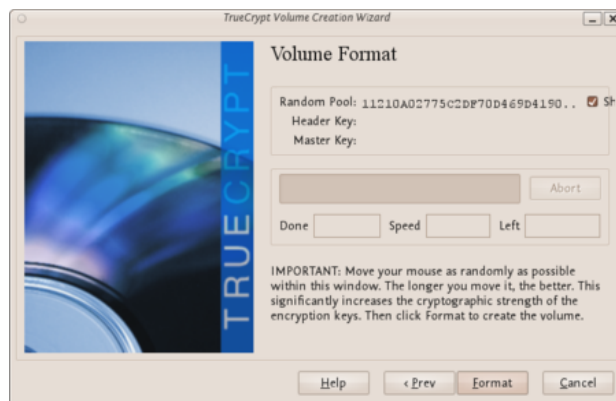 TrueCrypt Volume Creation Wizard
Volume Format
Random Pool: 11210A02775C2DF70D469D4190.. Sh
Header Key:
Master Key:
Abort
Done Speed Left
IMPORTANT: Move your mouse as randomly as possible
within this window. The longer you move it, the better. This
significantly increases the cryptographic strength of the
encryption keys. Then click Format to create the volume.
Help < Prev Format Cancel
TRUECRYPT